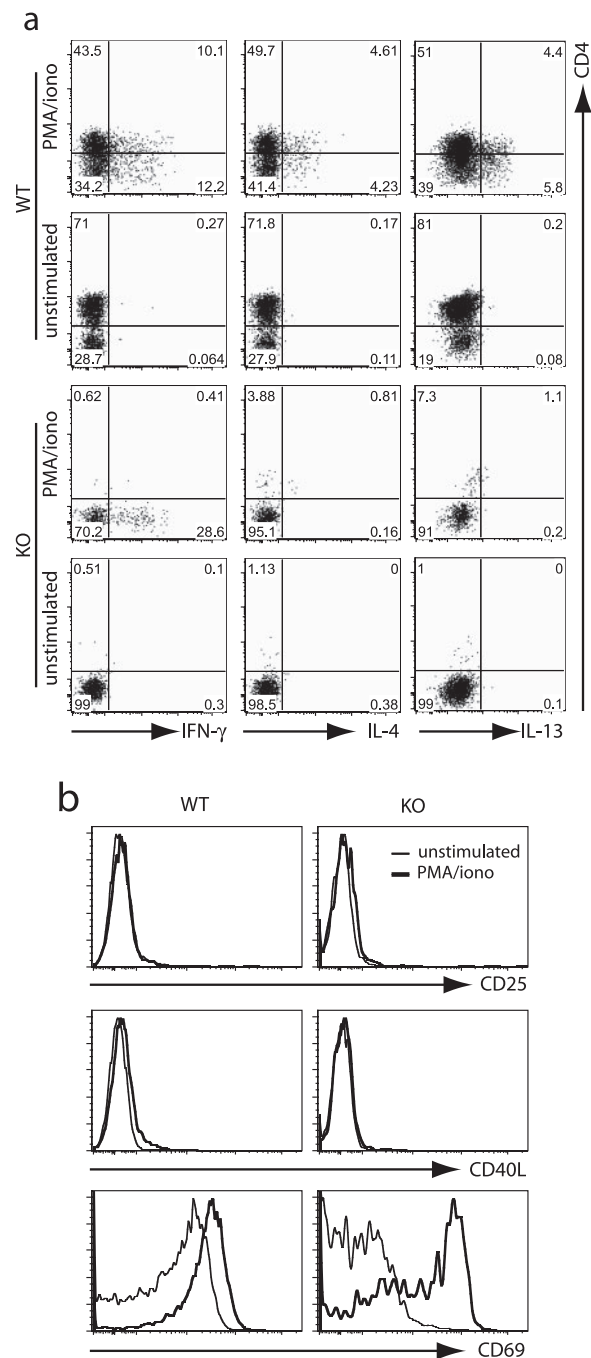 a
CD4
WT
PMA/iono
43.5 10.1
34.2 12.2
49.7 4.61
41.4 4.23
51 4.4
39 5.8
unstimulated
71 0.27
28.7 0.064
71.8 0.17
27.9 0.11
81 0.2
19 0.08
KO
PMA/iono
0.62 0.41
70.2 28.6
3.88 0.81
95.1 0.16
7.3 1.1
91 0.2
unstimulated
0.51 0.1
99 0.3
1.13 0
98.5 0.38
1 0
99 0.1
IFN-γ IL-4 IL-13
b
WT KO
unstimulated
PMA/iono
CD25
CD40L
CD69